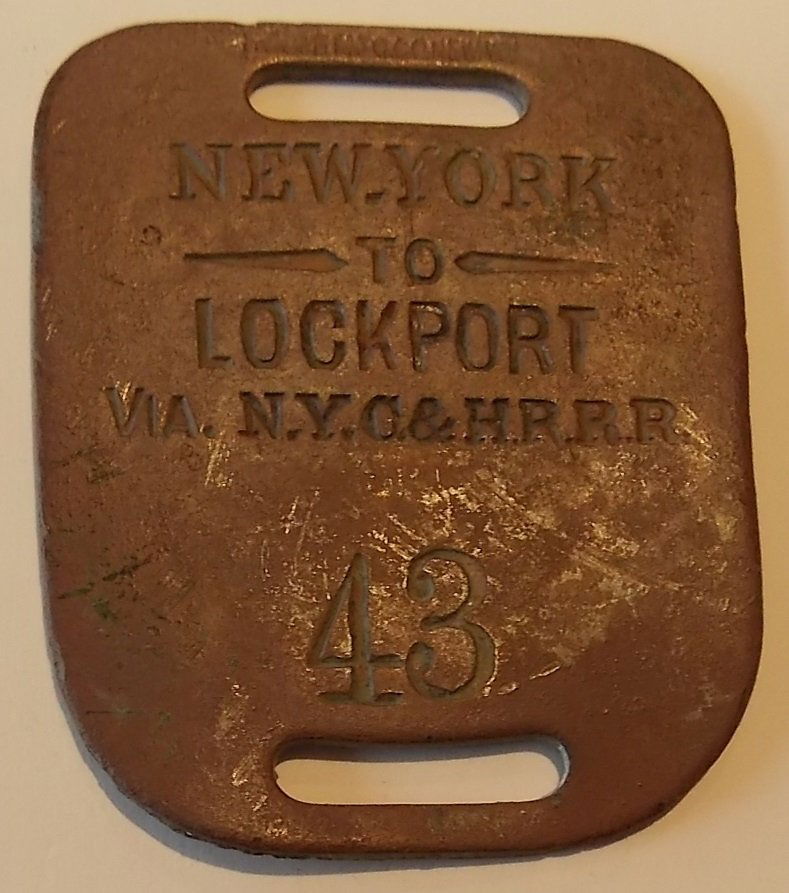 NEW-YORK
TO
LOCKPORT
VIA. N.Y.C.& H.R.R.R.
43